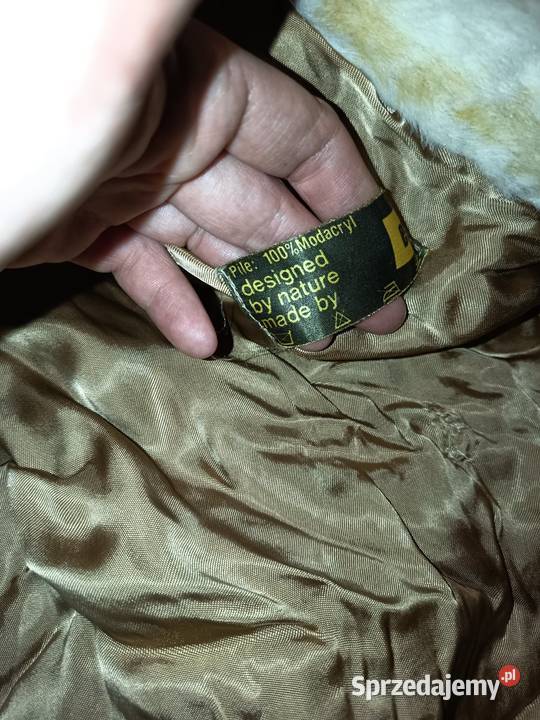 Pile: 100% Modacryl
designed
by nature
made by
Sprzedajemy.pl